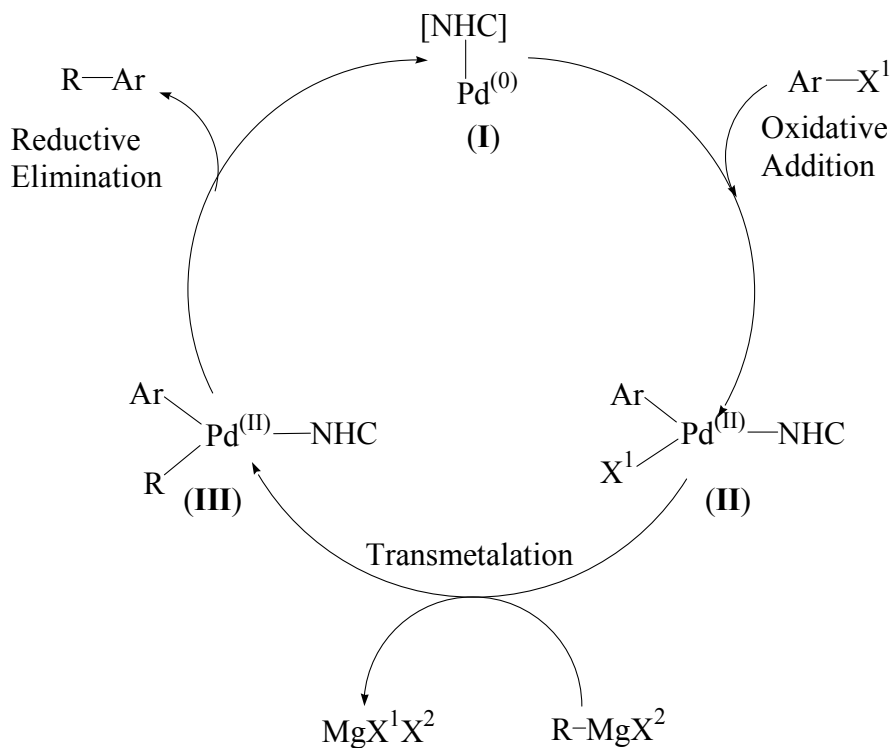 [NHC]
Pd(0)
(I)
R—Ar
Ar—X1
Reductive
Elimination
Oxidative
Addition
Ar
Pd(II)—NHC
R
(III)
Ar
Pd(II)—NHC
X1
(II)
Transmetalation
MgX1X2
R–MgX2